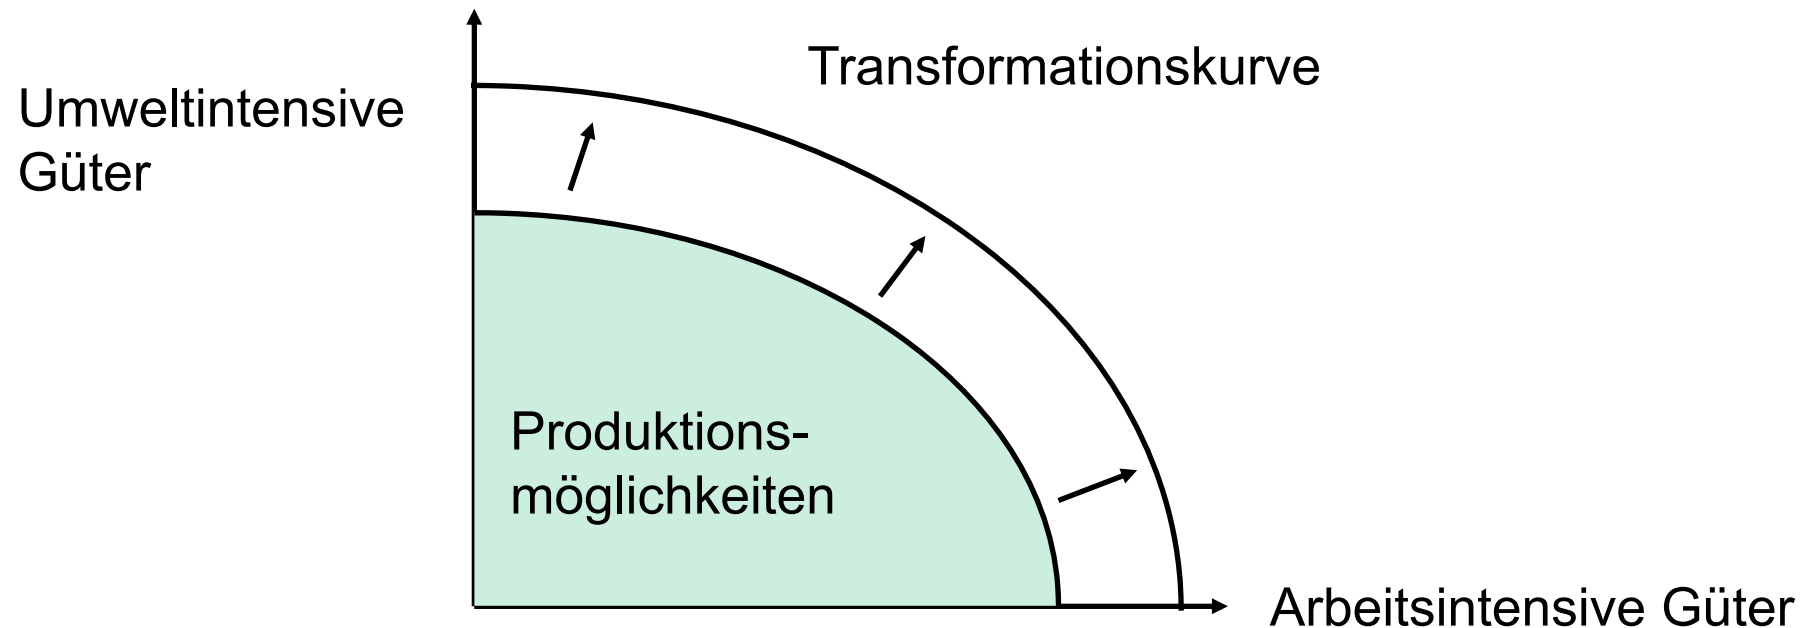 Transformationskurve
Umweltintensive
Güter
Produktions-
möglichkeiten
Arbeitsintensive Güter